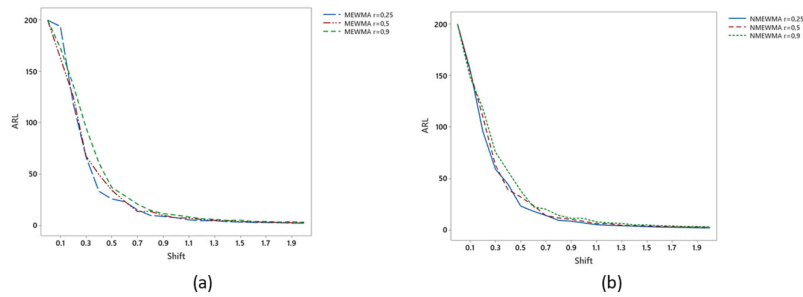 MEWMA r=0,25
MEWMA r=0,5
MEWMA r=0,9
200
150
100
50
0
ARL
0.1 0.3 0.5 0.7 0.9 1.1 1.3 1.5 1.7 1.9
Shift
(a)
NMEWMA r=0,25
NMEWMA r=0,5
NMEWMA r=0,9
200
150
100
50
0
ARL
0.1 0.3 0.5 0.7 0.9 1.1 1.3 1.5 1.7 1.9
Shift
(b)